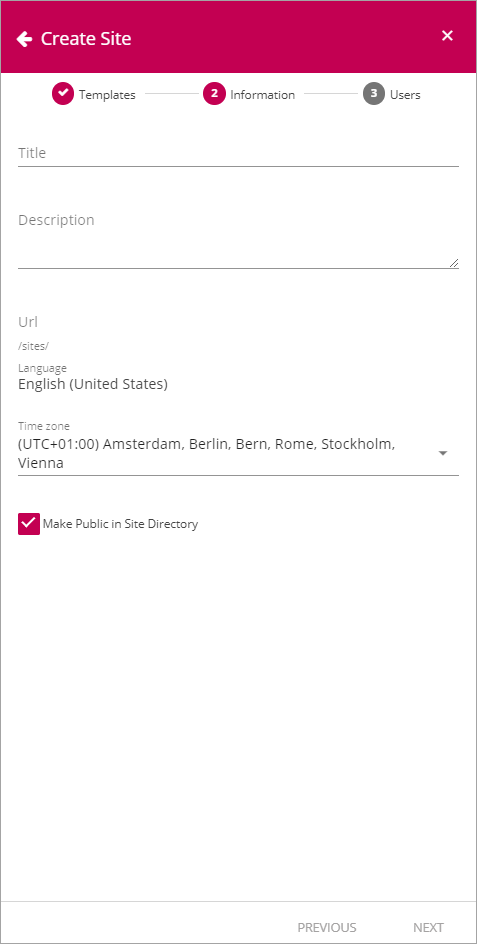 Create Site
Templates 2 Information 3 Users
Title
Description
Url
/sites/
Language
English (United States)
Time zone
(UTC+01:00) Amsterdam, Berlin, Bern, Rome, Stockholm,
Vienna
Make Public in Site Directory
PREVIOUS NEXT